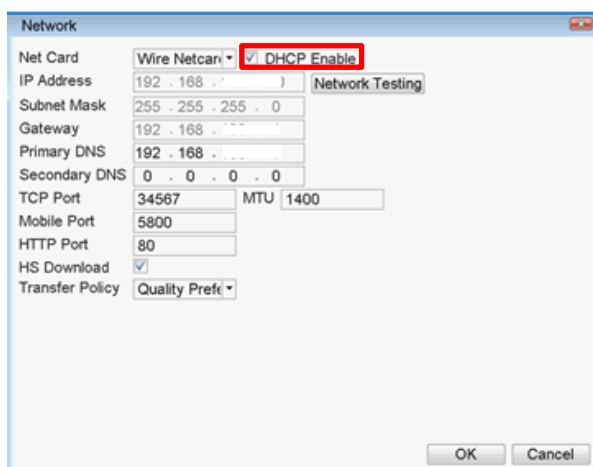 Network
Net Card Wire Netcar DHCP Enable
IP Address 192 . 168 . Network Testing
Subnet Mask 255 . 255 . 255 . 0
Gateway 192 . 168 .
Primary DNS 192 . 168 .
Secondary DNS 0 . 0 . 0 . 0
TCP Port 34567 MTU 1400
Mobile Port 5800
HTTP Port 80
HS Download
Transfer Policy Quality Prefe
OK Cancel